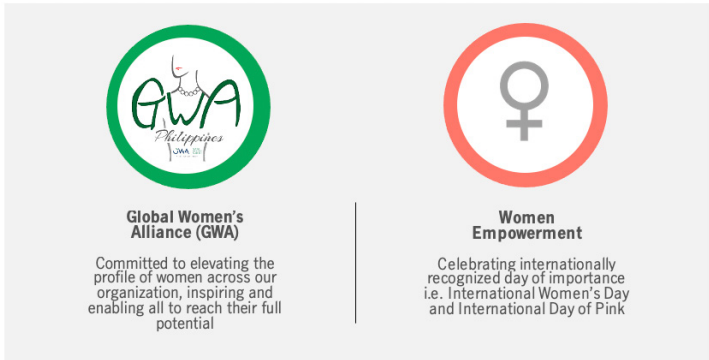 GWA
Philippines
GWA
Global Women's
Alliance (GWA)
Committed to elevating the
profile of women across our
organization, inspiring and
enabling all to reach their full
potential
Women
Empowerment
Celebrating internationally
recognized day of importance
i.e. International Women's Day
and International Day of Pink